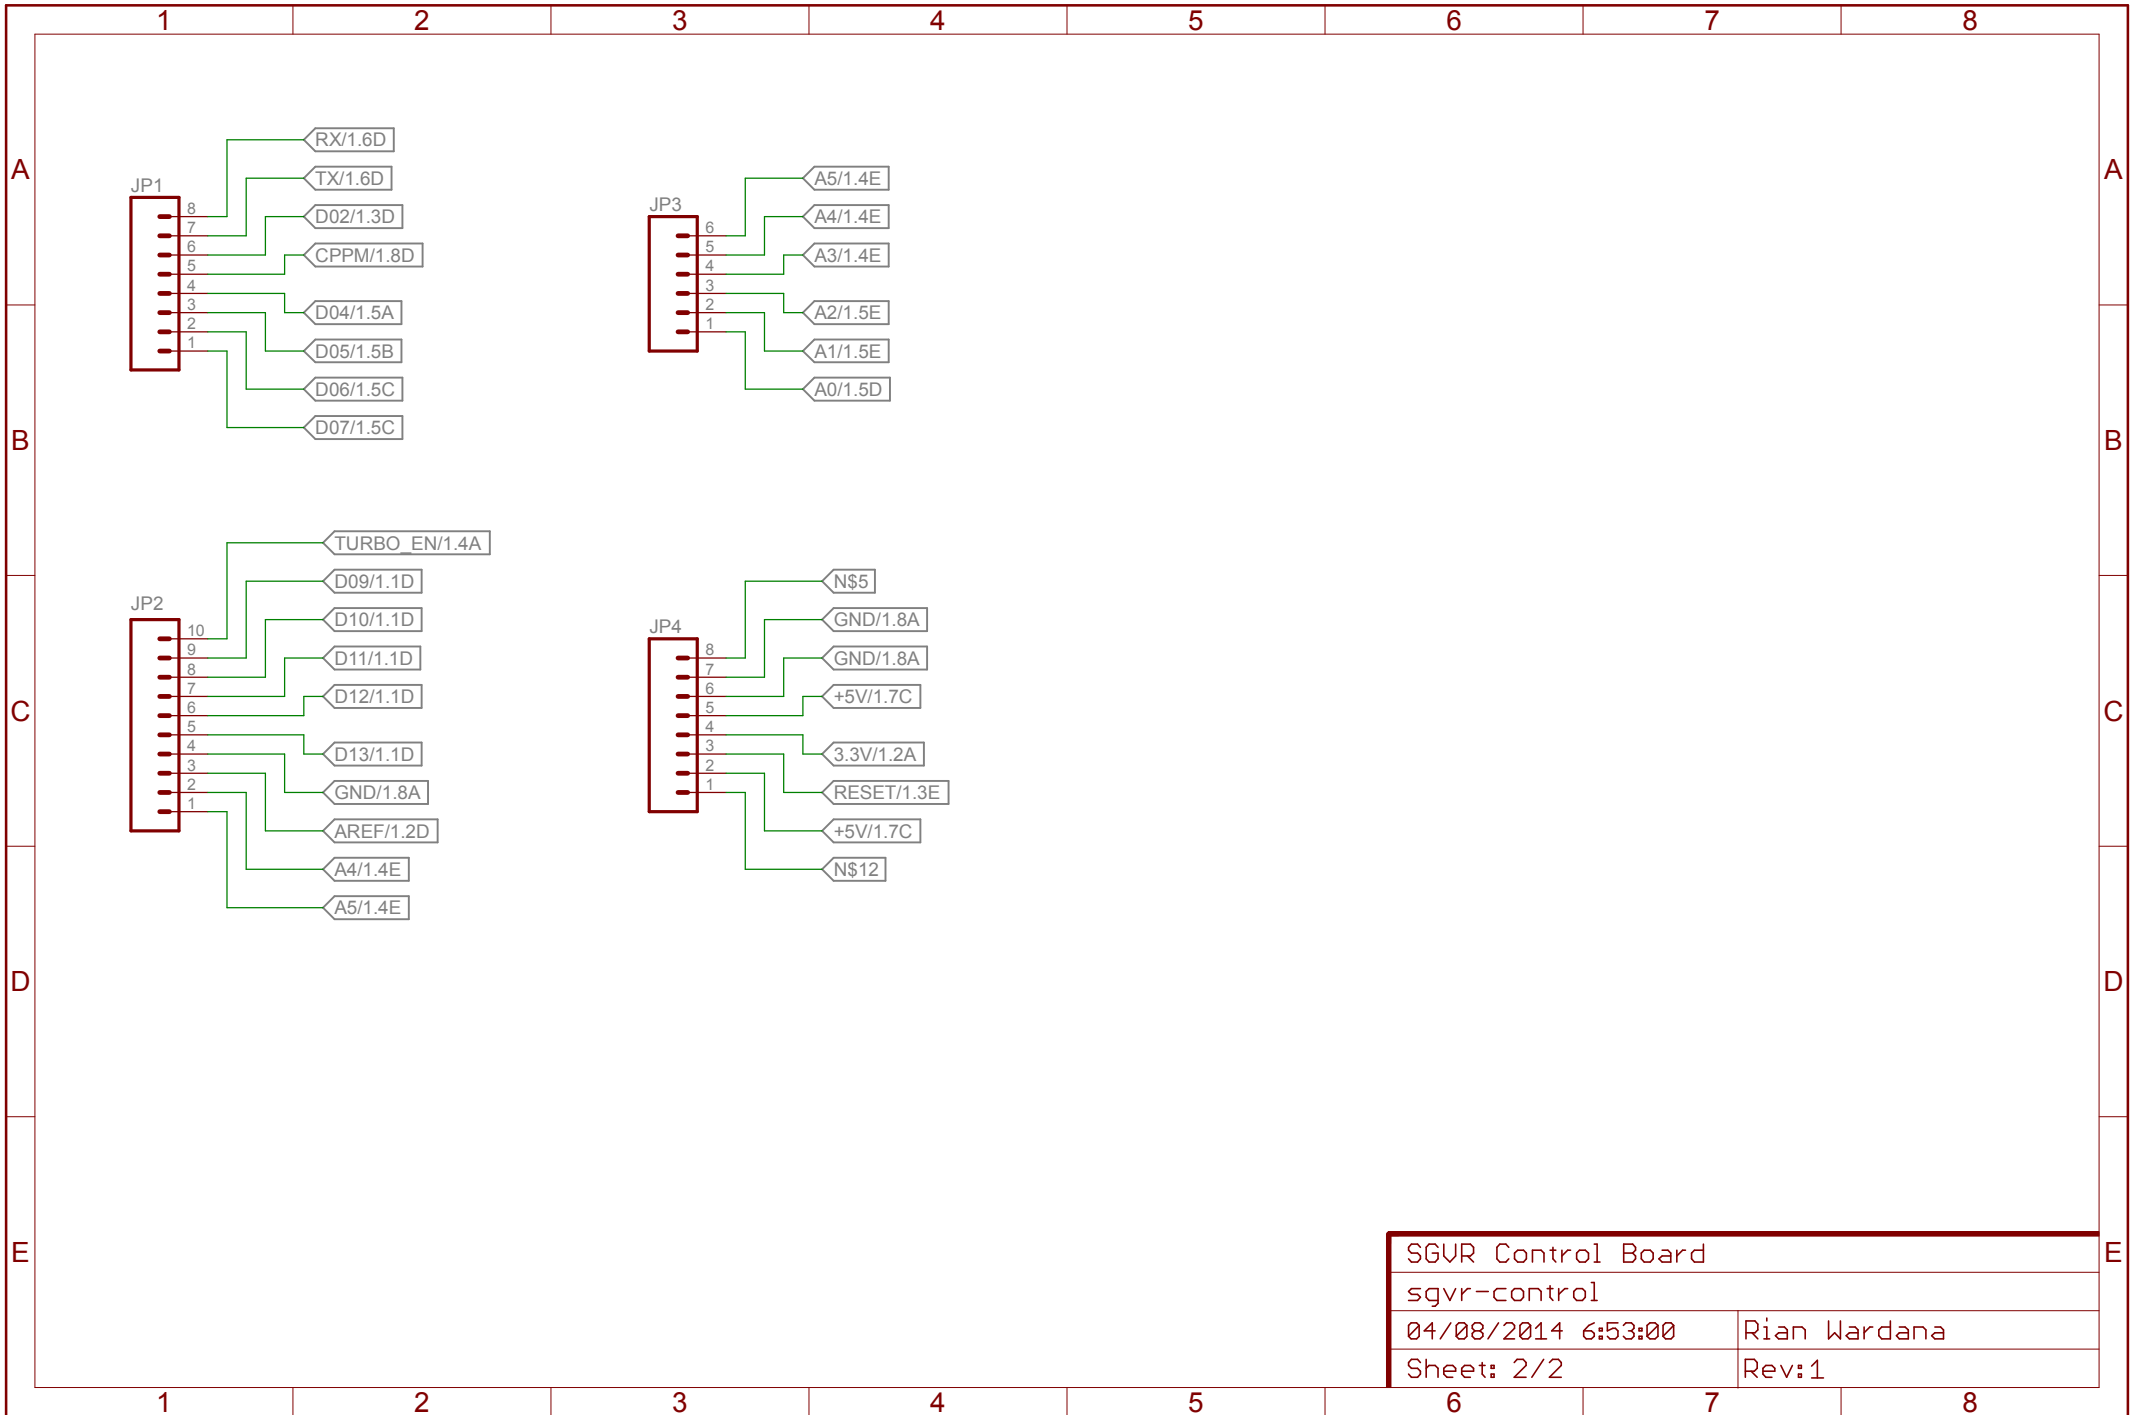 1 2 3 4 5 6 7 8
A A
B B
C C
D D
E E
JP1
8 RX/1.6D
7 TX/1.6D
6 D02/1.3D
5 CPPM/1.8D
4 D04/1.5A
3 D05/1.5B
2 D06/1.5C
1 D07/1.5C
JP3
6 A5/1.4E
5 A4/1.4E
4 A3/1.4E
3 A2/1.5E
2 A1/1.5E
1 A0/1.5D
JP2
10 TURBO_EN/1.4A
9 D09/1.1D
8 D10/1.1D
7 D11/1.1D
6 D12/1.1D
5 D13/1.1D
4 GND/1.8A
3 AREF/1.2D
2 A4/1.4E
1 A5/1.4E
JP4
8 N$5
7 GND/1.8A
6 GND/1.8A
5 +5V/1.7C
4 3.3V/1.2A
3 RESET/1.3E
2 +5V/1.7C
1 N$12
SGVR Control Board
sgvr-control
04/08/2014 6:53:00 Rian Wardana
Sheet: 2/2 Rev:1
1 2 3 4 5 6 7 8